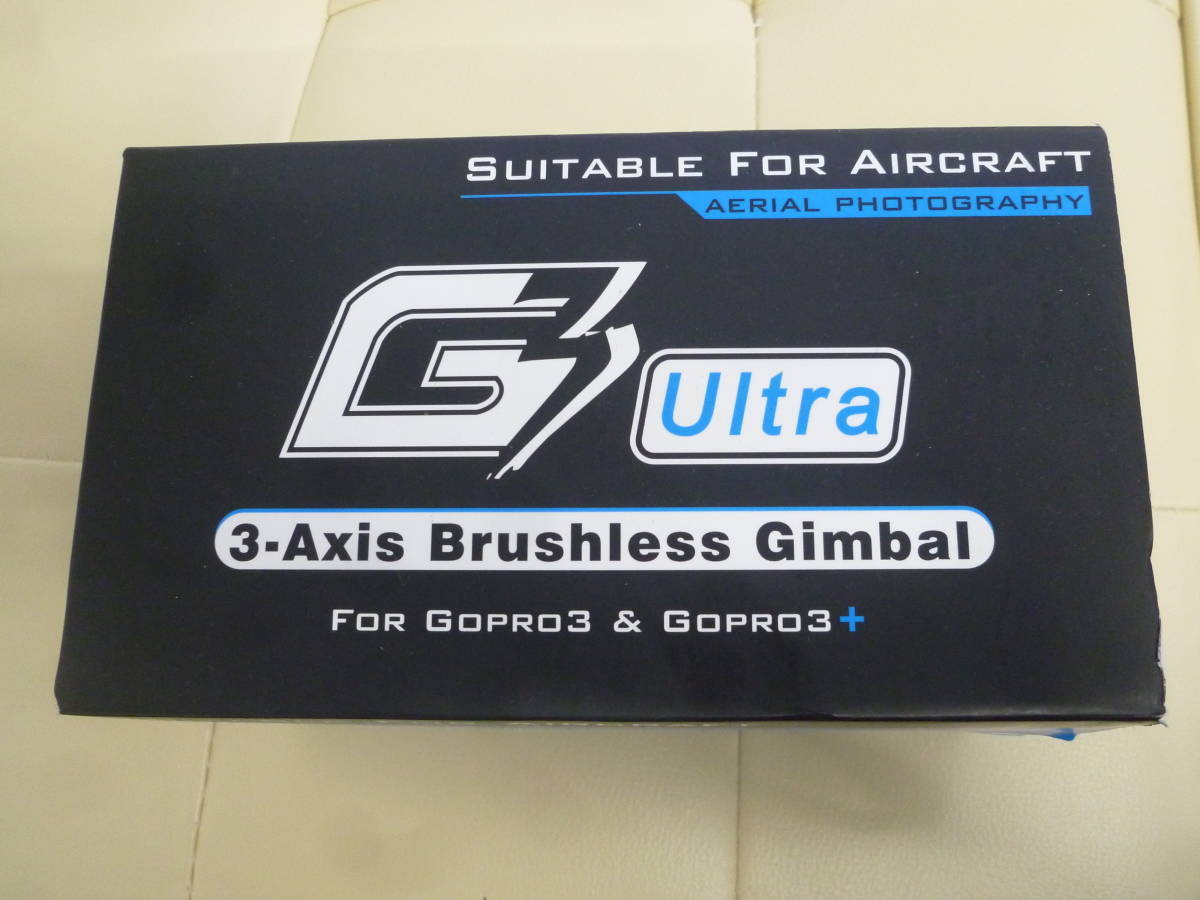 SUITABLE FOR AIRCRAFT
AERIAL PHOTOGRAPHY
G3 Ultra
3-Axis Brushless Gimbal
FOR GOPRO3 & GOPRO3+